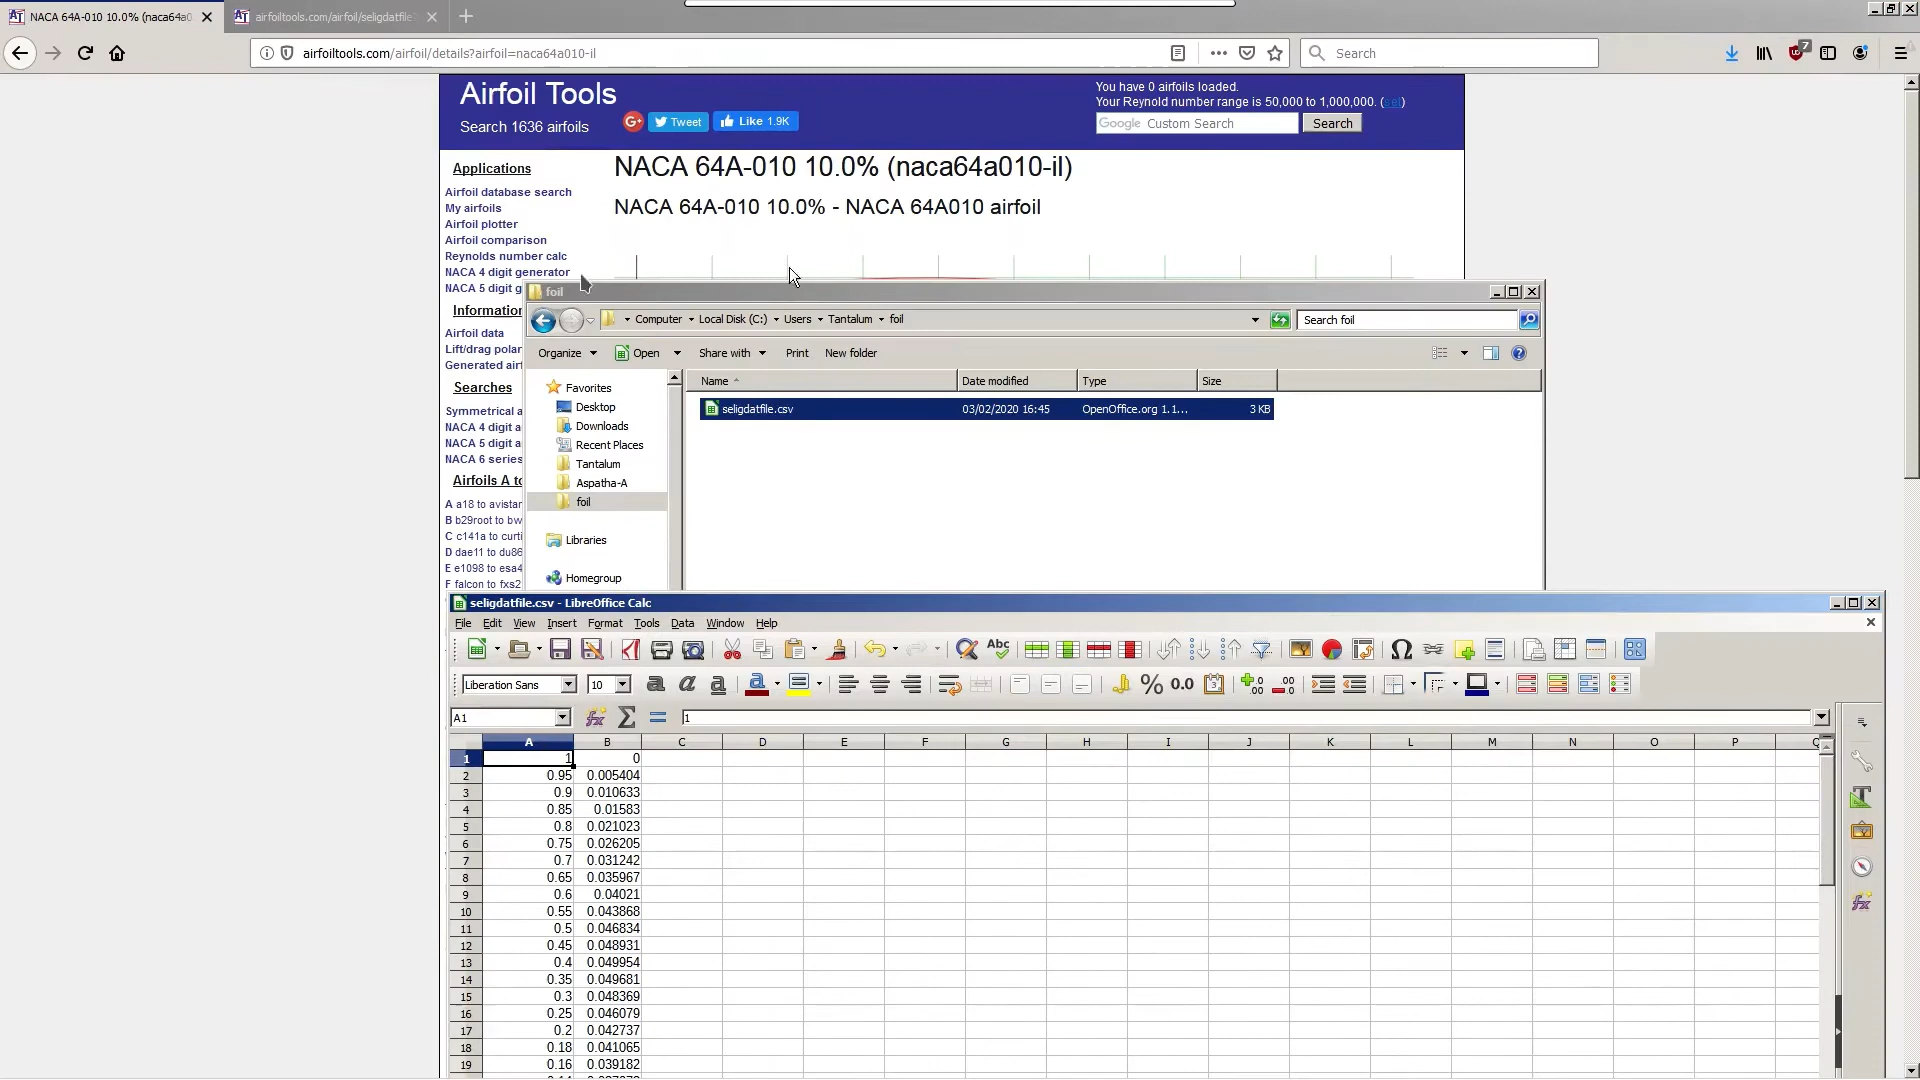 NACA 64A-010 10.0% (naca64a0
airfoiltools.com/airfoil/seligdatfile
airfoiltools.com/airfoil/details?airfoil=naca64a010-il
Search
7
Airfoil Tools
Search 1636 airfoils
Tweet
Like 1.9K
You have 0 airfoils loaded.
Your Reynold number range is 50,000 to 1,000,000. (set)
Google Custom Search
Search
Applications
Airfoil database search
My airfoils
Airfoil plotter
Airfoil comparison
Reynolds number calc
NACA 4 digit generator
NACA 5 digit g
Information
Airfoil data
Lift/drag polar
Generated airf
Searches
Symmetrical a
NACA 4 digit a
NACA 5 digit a
NACA 6 series
Airfoils A to
A a18 to avistar
B b29root to bw
C c141a to curti
D dae11 to du86
E e1098 to esa4
F falcon to fxs2
NACA 64A-010 10.0% (naca64a010-il)
NACA 64A-010 10.0% - NACA 64A010 airfoil
foil
Computer Local Disk (C:) Users Tantalum foil
Search foil
Organize Open Share with Print New folder
Favorites
Desktop
Downloads
Recent Places
Tantalum
Aspatha-A
foil
Libraries
Homegroup
Name Date modified Type Size
seligdatfile.csv 03/02/2020 16:45 OpenOffice.org 1.1... 3 KB
seligdatfile.csv - LibreOffice Calc
File Edit View Insert Format Tools Data Window Help
Abc
Liberation Sans 10 a a a a % 0.0
A1 fx Σ = 1
A B C D E F G H I J K L M N O P Q
1 1 0
2 0.95 0.005404
3 0.9 0.010633
4 0.85 0.01583
5 0.8 0.021023
6 0.75 0.026205
7 0.7 0.031242
8 0.65 0.035967
9 0.6 0.04021
10 0.55 0.043868
11 0.5 0.046834
12 0.45 0.048931
13 0.4 0.049954
14 0.35 0.049681
15 0.3 0.048369
16 0.25 0.046079
17 0.2 0.042737
18 0.18 0.041065
19 0.16 0.039182